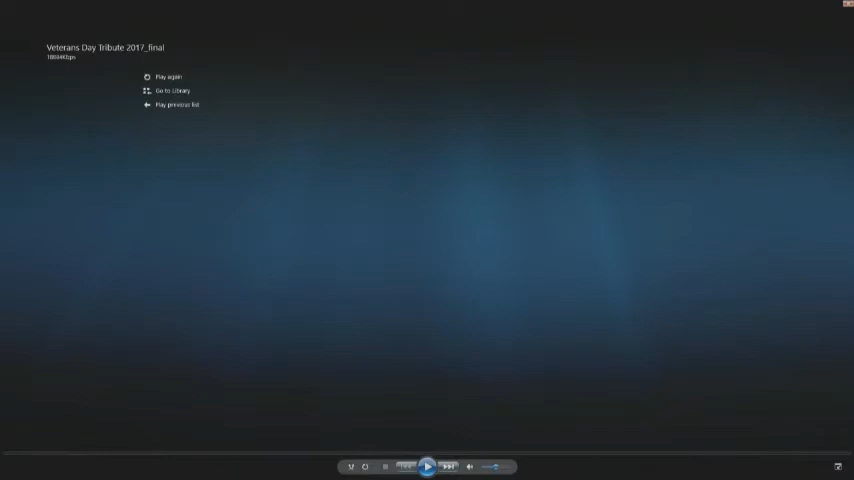 Veterans Day Tribute 2017_final
Play again
Go to Library
Play previous list